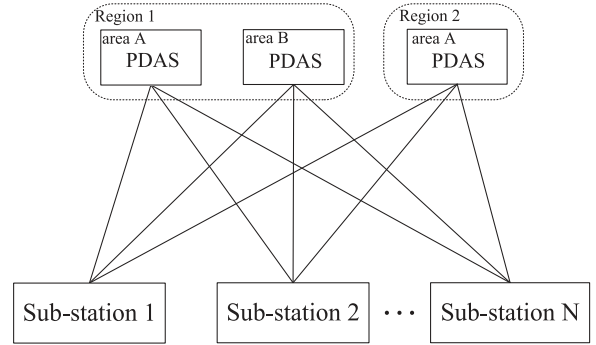 Region 1
area A
PDAS
area B
PDAS
Region 2
area A
PDAS
Sub-station 1
Sub-station 2
...
Sub-station N